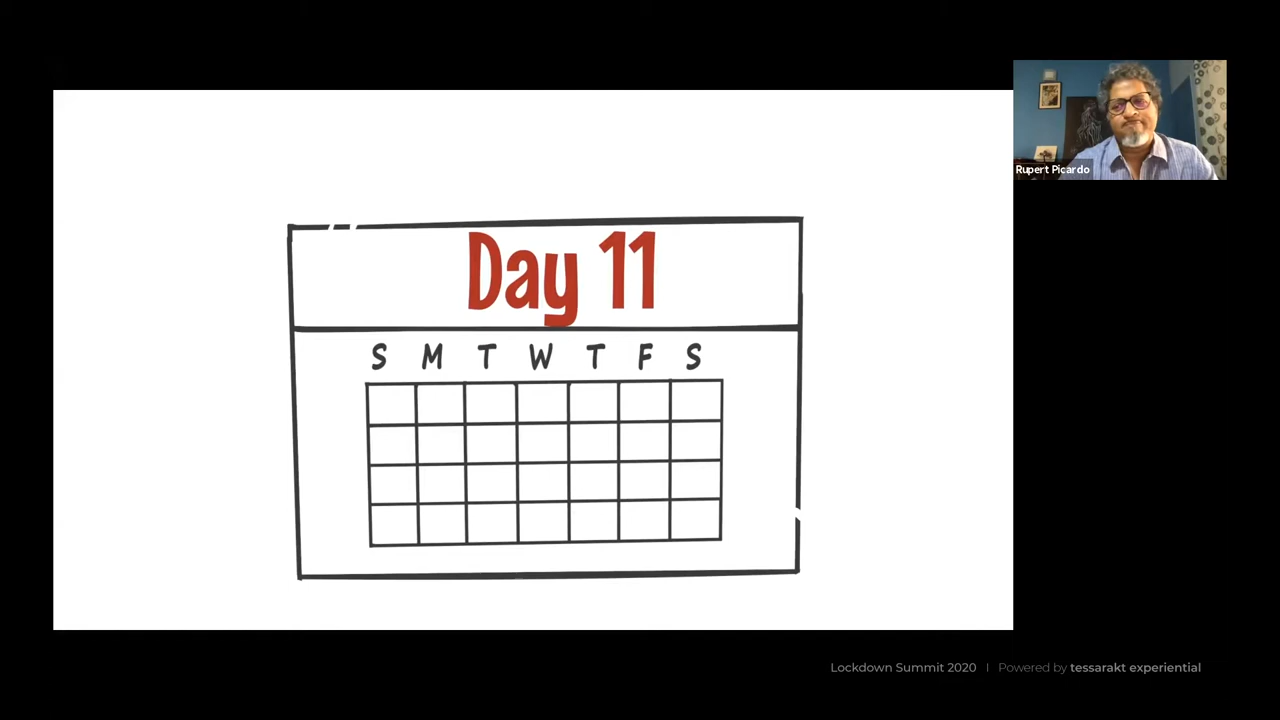 Day 11
S M T W T F S
Rupert Picardo
Lockdown Summit 2020 | Powered by tessarakt experiential